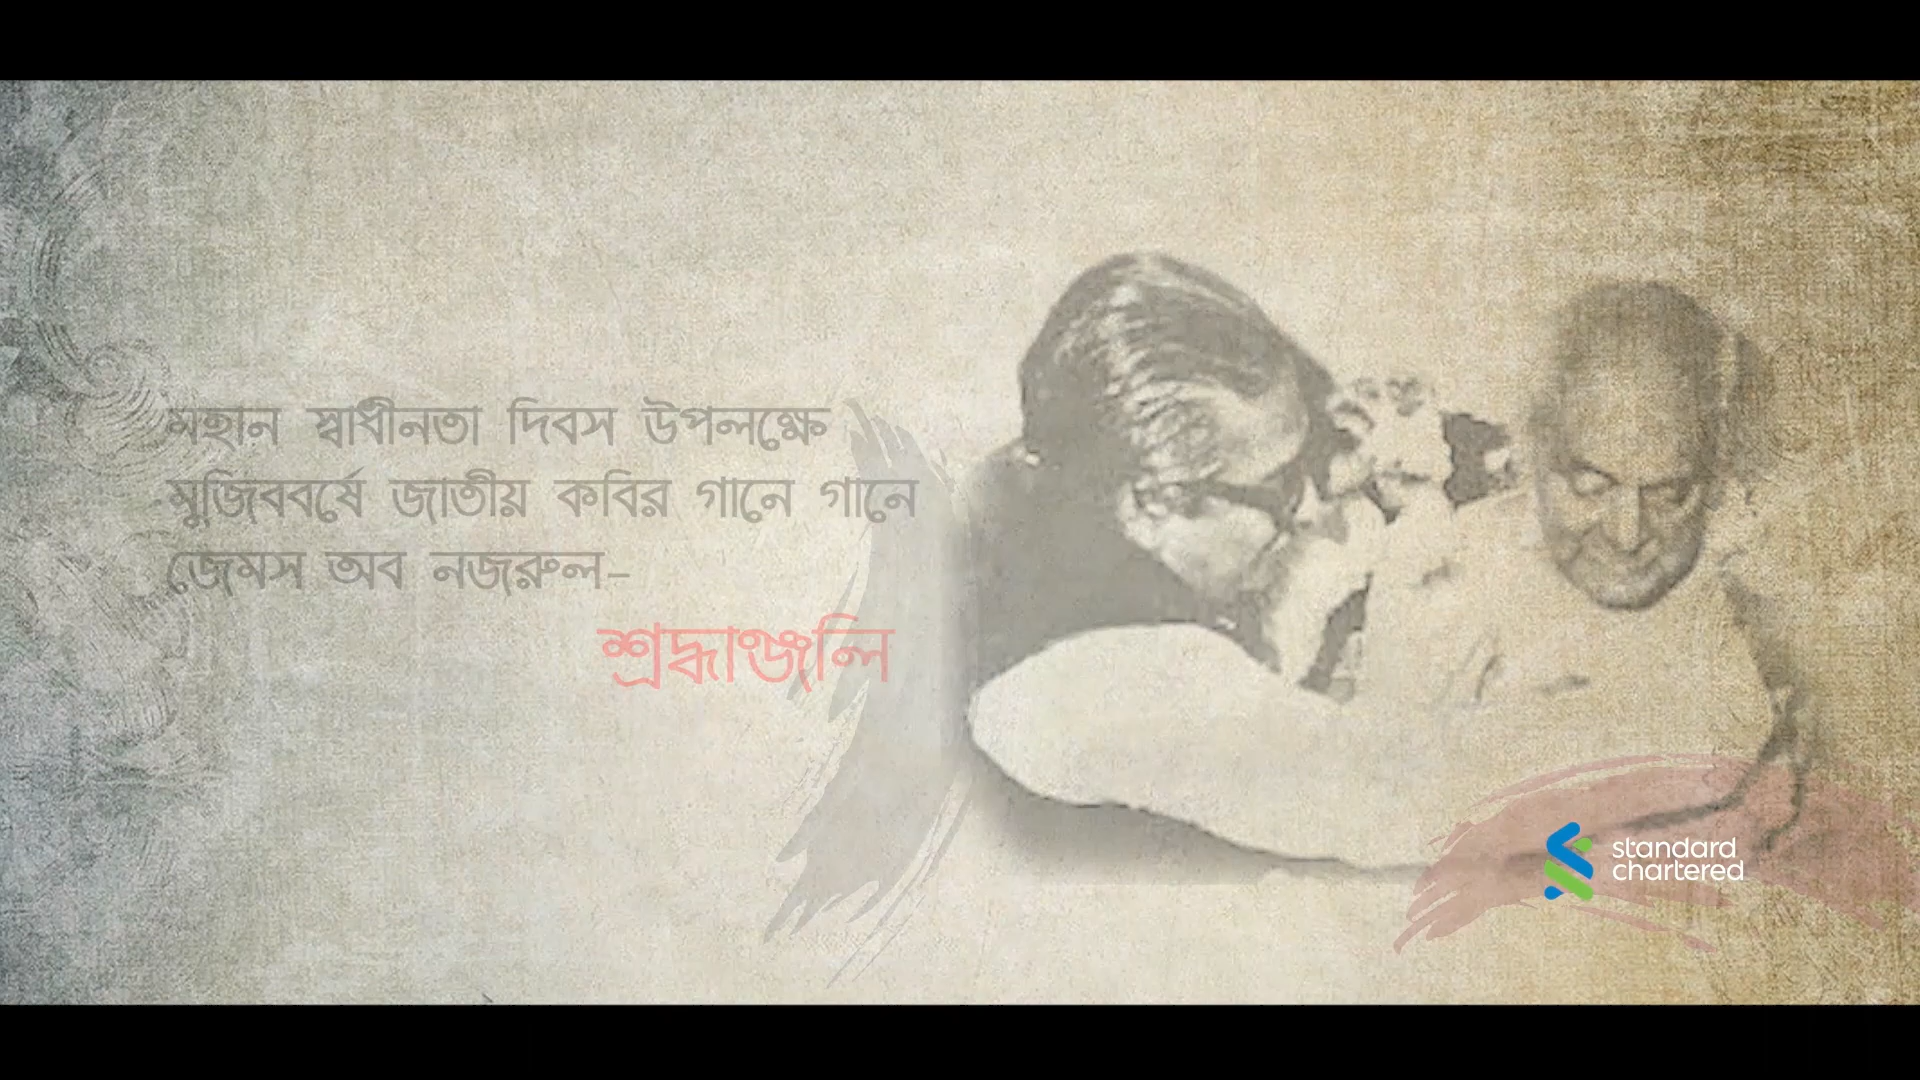 মহান স্বাধীনতা দিবস উপলক্ষে
মুজিববর্ষে জাতীয় কবির গানে গানে
জেমস অব নজরুল–
শ্রদ্ধাঞ্জলি
standard
chartered